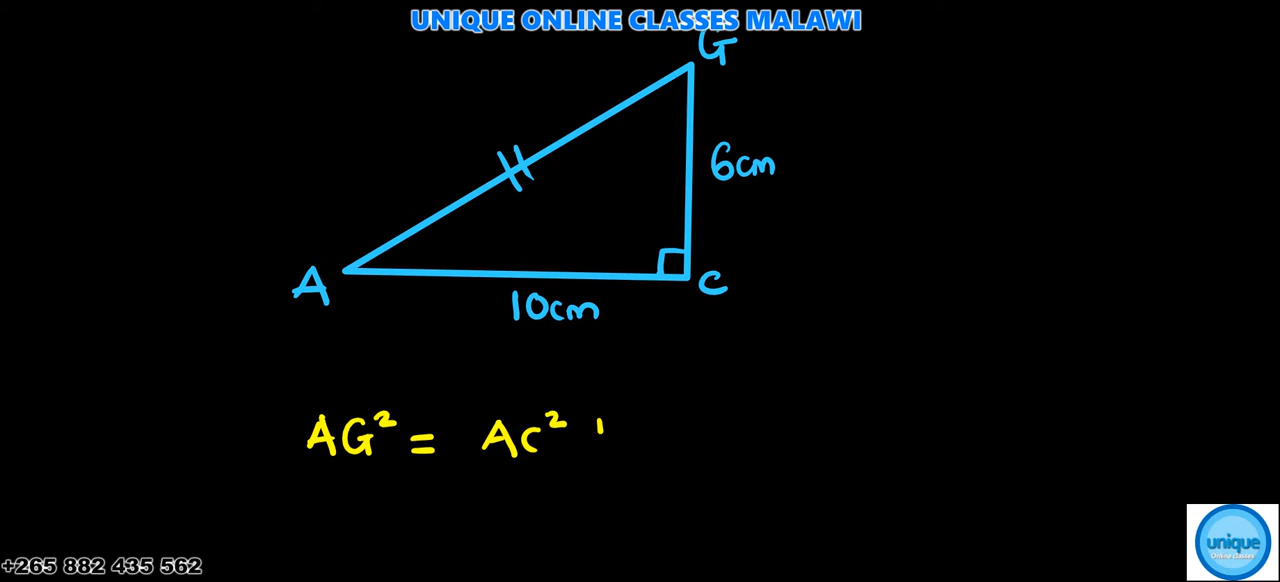 UNIQUE ONLINE CLASSES MALAWI
G
6cm
A
C
10cm
AG² = AC²
+265 882 435 562
unique
Online classes